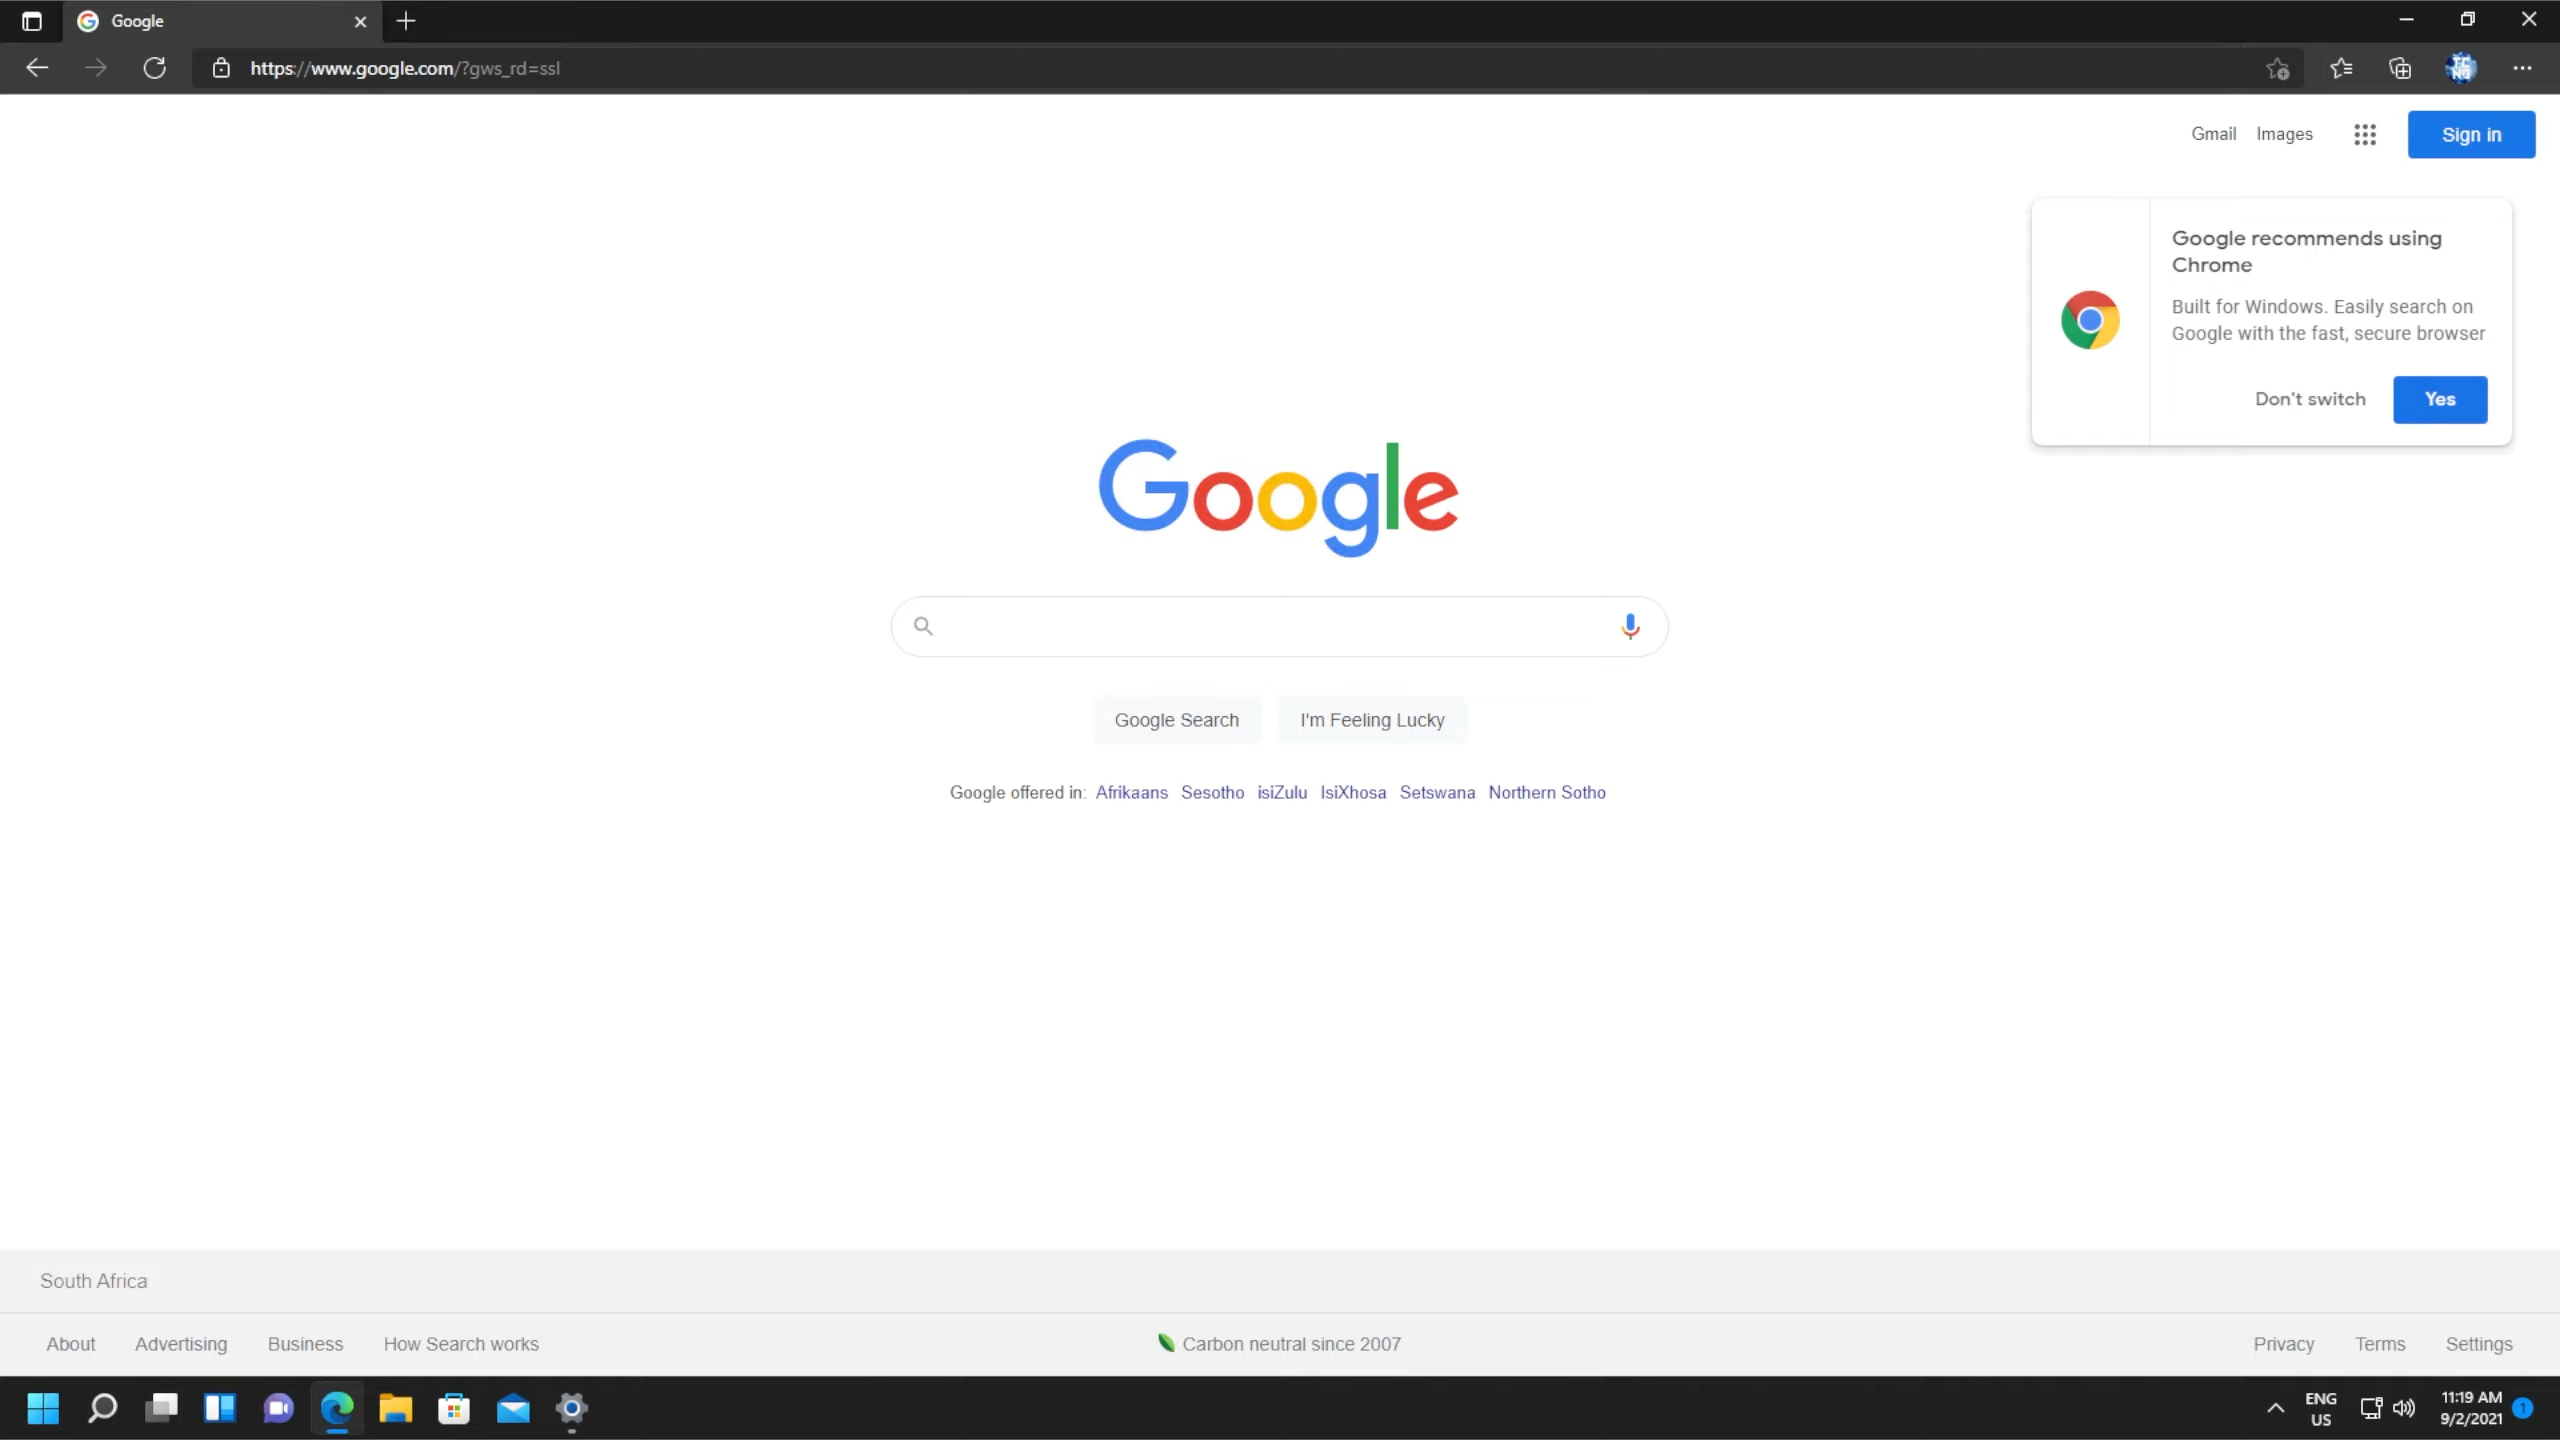 Google
https://www.google.com/?gws_rd=ssl
Gmail Images Sign in
Google recommends using
Chrome
Built for Windows. Easily search on
Google with the fast, secure browser
Don't switch Yes
Google
Google Search I'm Feeling Lucky
Google offered in: Afrikaans Sesotho isiZulu IsiXhosa Setswana Northern Sotho
South Africa
About Advertising Business How Search works Carbon neutral since 2007 Privacy Terms Settings
ENG
US
11:19 AM
9/2/2021
1